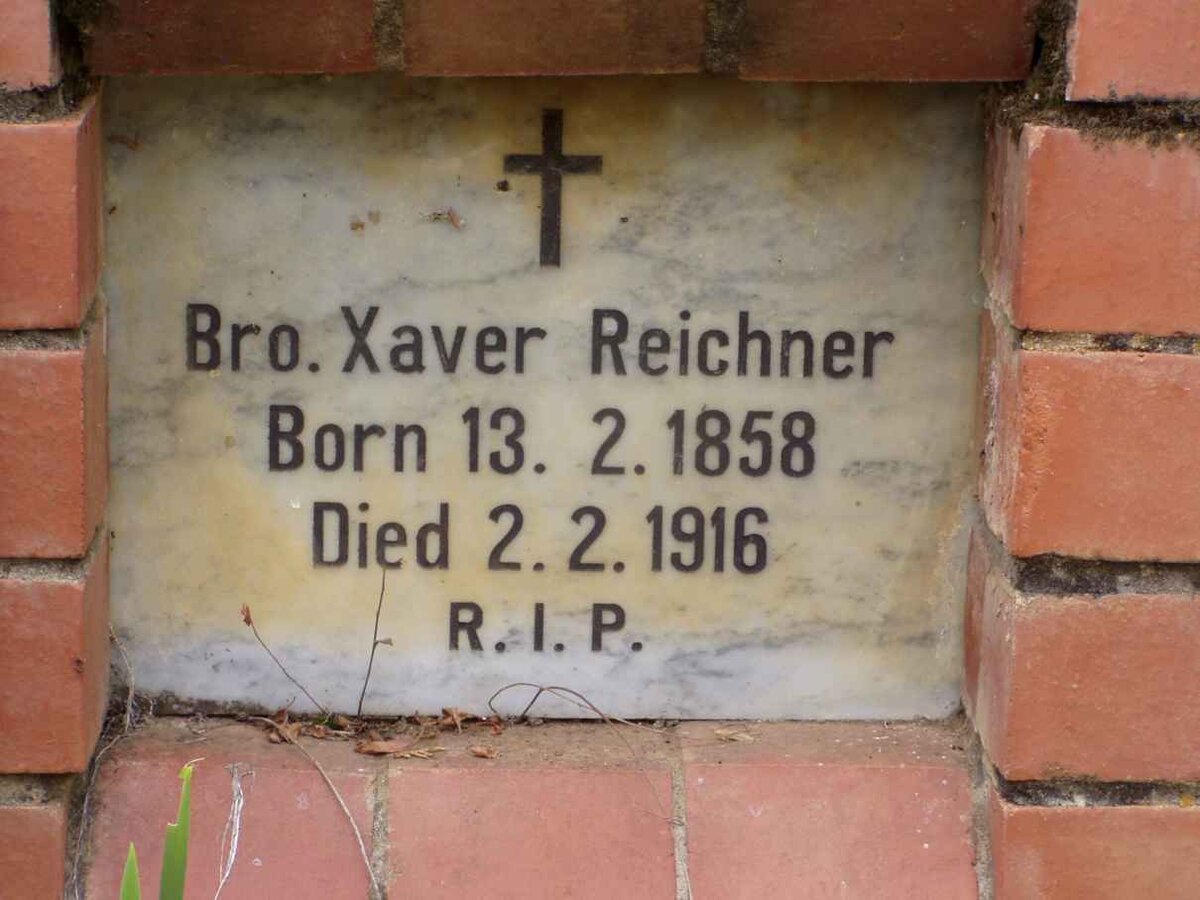 Bro. Xaver Reichner
Born 13. 2. 1858
Died 2. 2. 1916
R. I. P.